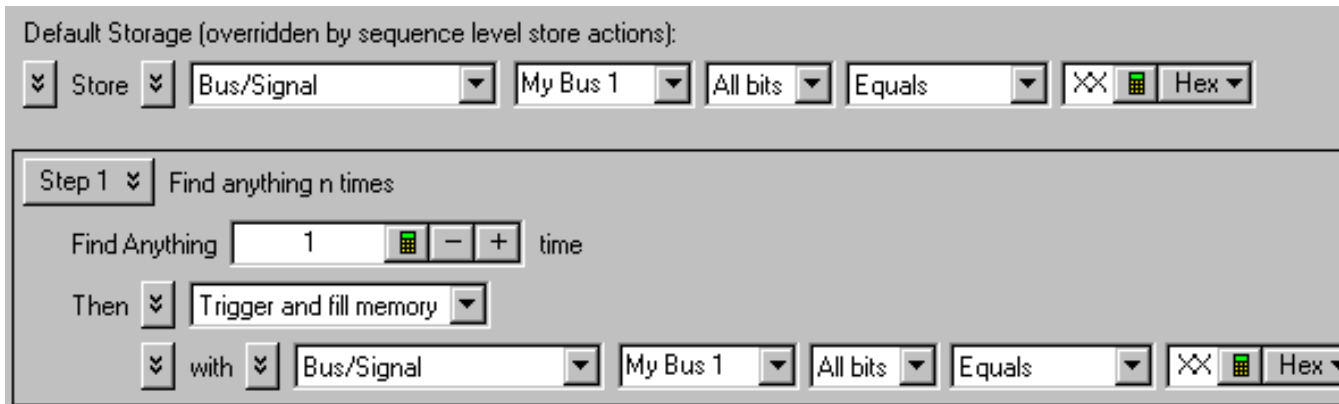 Default Storage (overridden by sequence level store actions):
Store Bus/Signal My Bus 1 All bits Equals XX Hex
Step 1 Find anything n times
Find Anything 1 time
Then Trigger and fill memory
with Bus/Signal My Bus 1 All bits Equals XX Hex